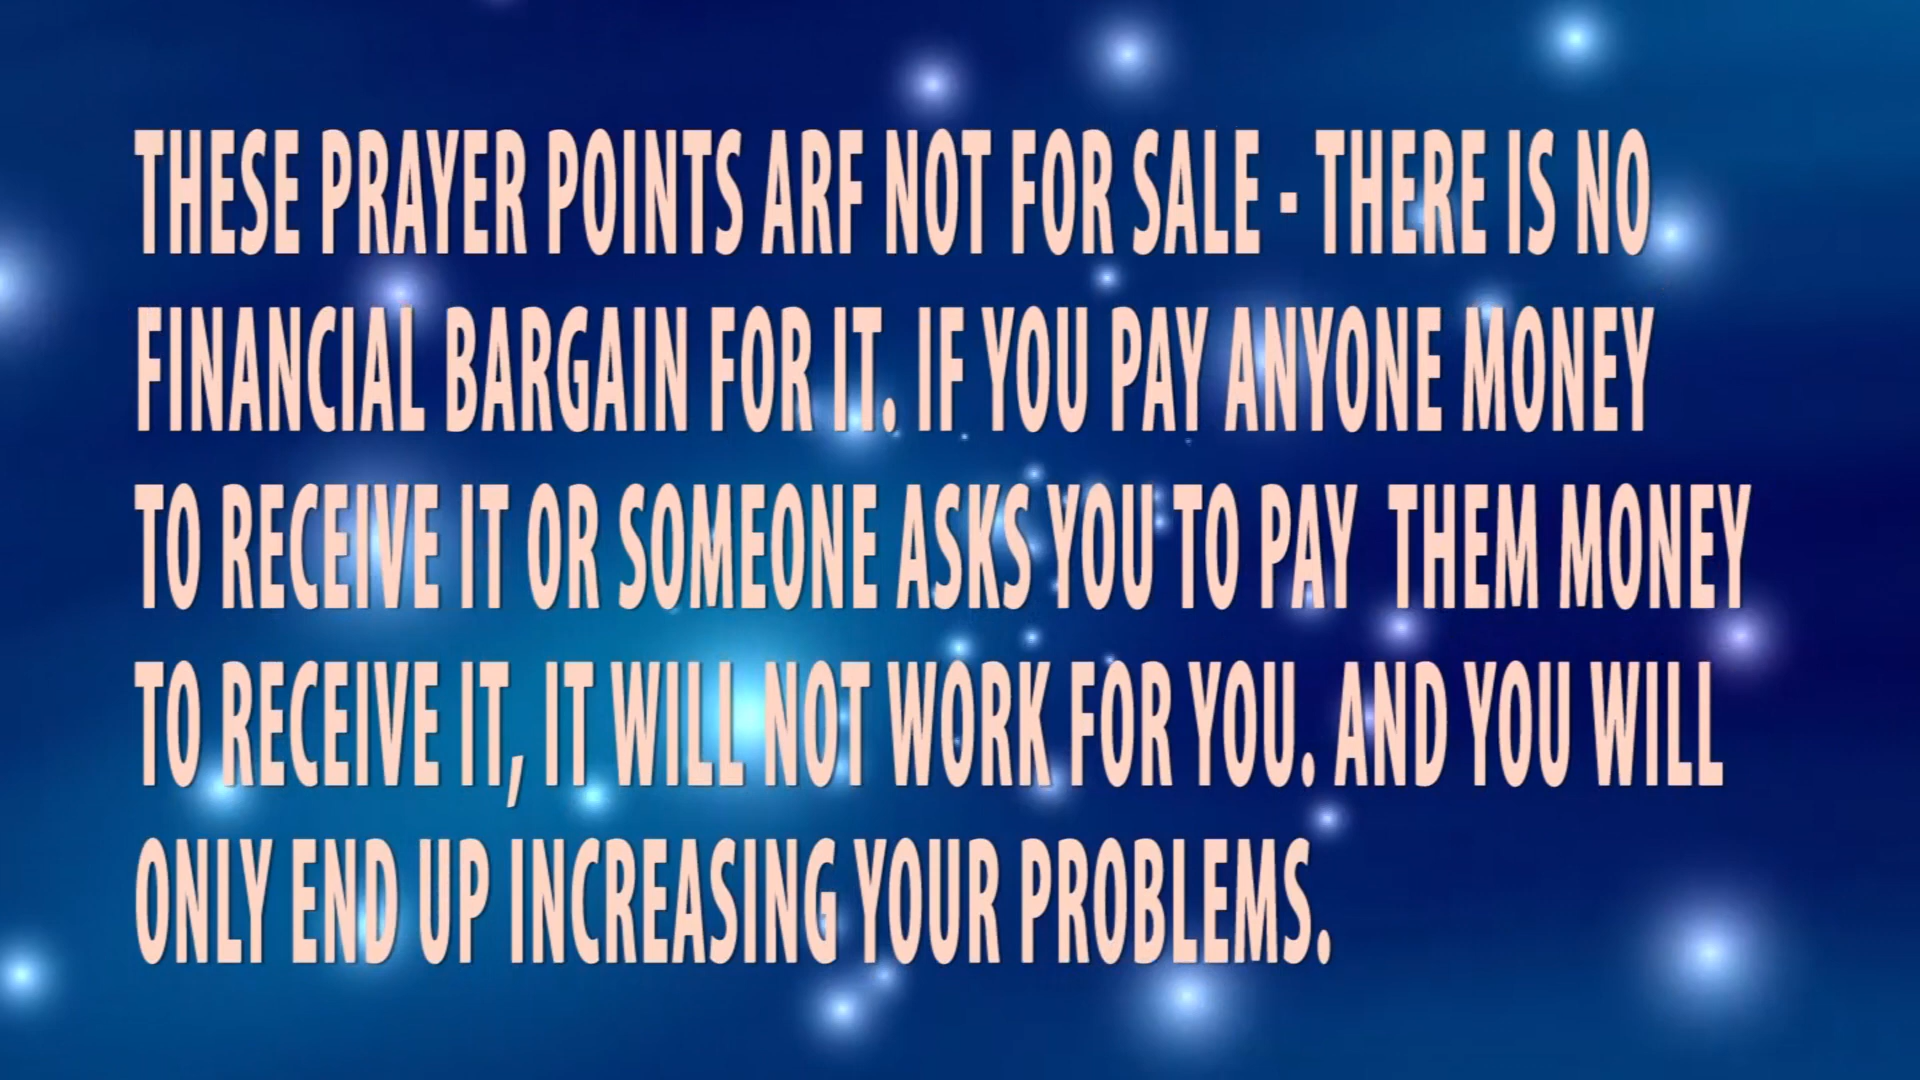 THESE PRAYER POINTS ARF NOT FOR SALE - THERE IS NO
FINANCIAL BARGAIN FOR IT. IF YOU PAY ANYONE MONEY
TO RECEIVE IT OR SOMEONE ASKS YOU TO PAY  THEM MONEY
TO RECEIVE IT, IT WILL NOT WORK FOR YOU. AND YOU WILL
ONLY END UP INCREASING YOUR PROBLEMS.